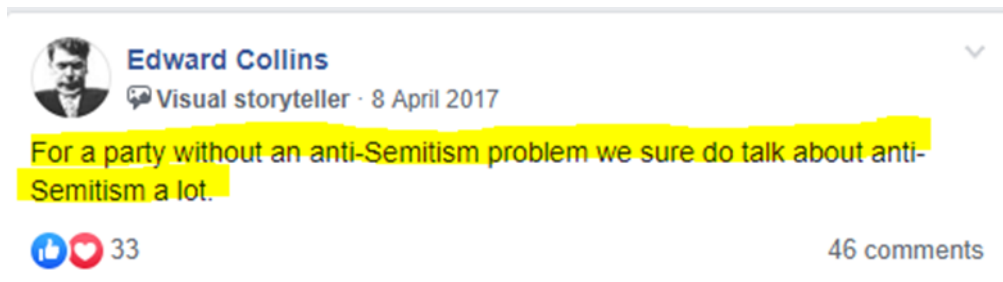 Edward Collins
Visual storyteller · 8 April 2017
For a party without an anti-Semitism problem we sure do talk about anti-
Semitism a lot.
33 46 comments